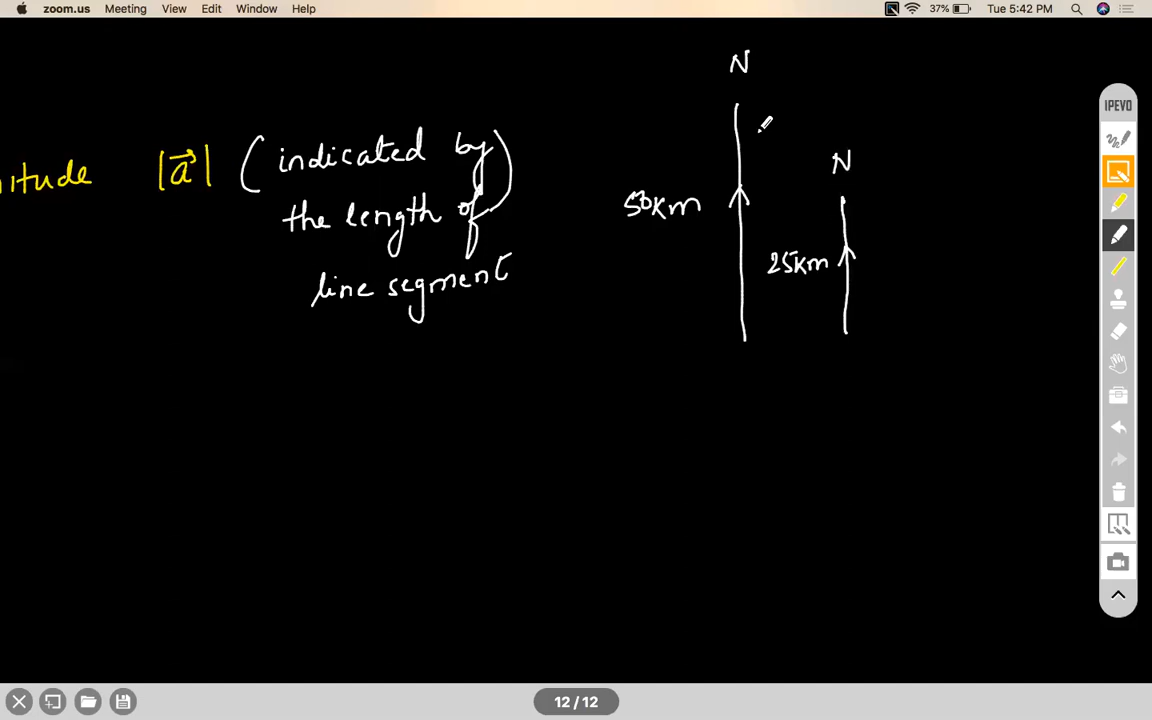 zoom.us Meeting View Edit Window Help 37% Tue 5:42 PM
N
IPEVO
(indicated by
nitude |a⃗|
N
the length of)
50Km
25Km
line segment
12/12